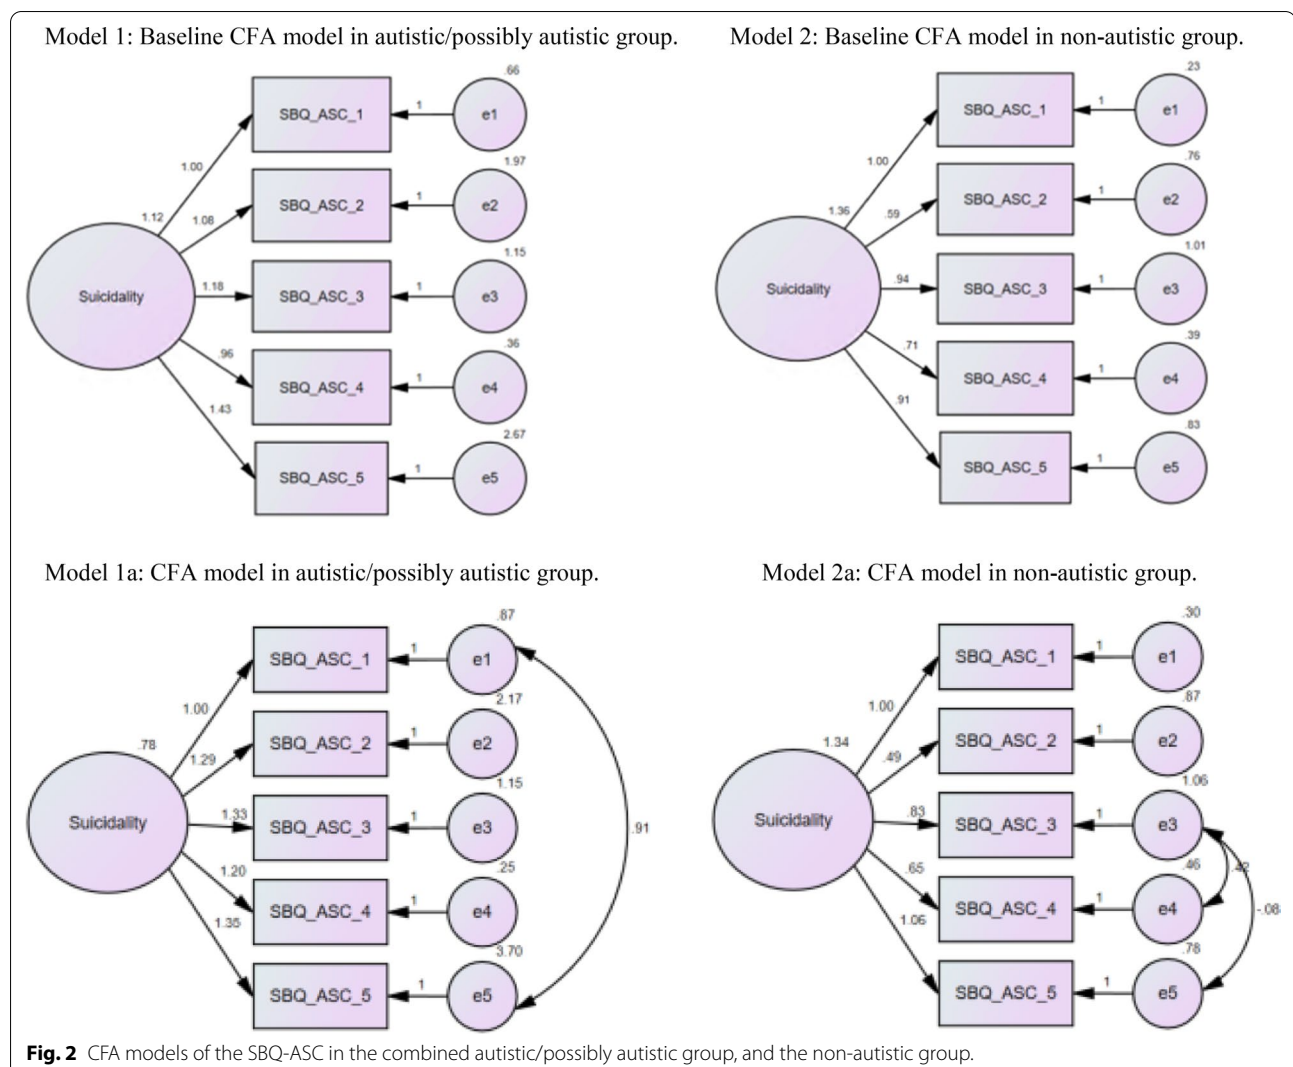 Model 1: Baseline CFA model in autistic/possibly autistic group.
.66
SBQ_ASC_1
1
e1
1.00
1.97
SBQ_ASC_2
1
e2
1.12
1.08
1.15
Suicidality
1.18
SBQ_ASC_3
1
e3
.96
.36
SBQ_ASC_4
1
e4
1.43
2.67
SBQ_ASC_5
1
e5
Model 2: Baseline CFA model in non-autistic group.
.23
SBQ_ASC_1
1
e1
1.00
.76
SBQ_ASC_2
1
e2
1.36
.59
1.01
Suicidality
.94
SBQ_ASC_3
1
e3
.71
.39
SBQ_ASC_4
1
e4
.91
.83
SBQ_ASC_5
1
e5
Model 1a: CFA model in autistic/possibly autistic group.
.87
SBQ_ASC_1
1
e1
1.00
2.17
.78
SBQ_ASC_2
1
e2
1.29
1.15
Suicidality
1.33
SBQ_ASC_3
1
e3
.91
1.20
.25
SBQ_ASC_4
1
e4
1.35
3.70
SBQ_ASC_5
1
e5
Model 2a: CFA model in non-autistic group.
.30
SBQ_ASC_1
1
e1
1.00
.87
1.34
SBQ_ASC_2
1
e2
.49
1.06
Suicidality
.83
SBQ_ASC_3
1
e3
.65
.46
.42
SBQ_ASC_4
1
e4
-.08
1.06
.78
SBQ_ASC_5
1
e5
Fig. 2 CFA models of the SBQ-ASC in the combined autistic/possibly autistic group, and the non-autistic group.